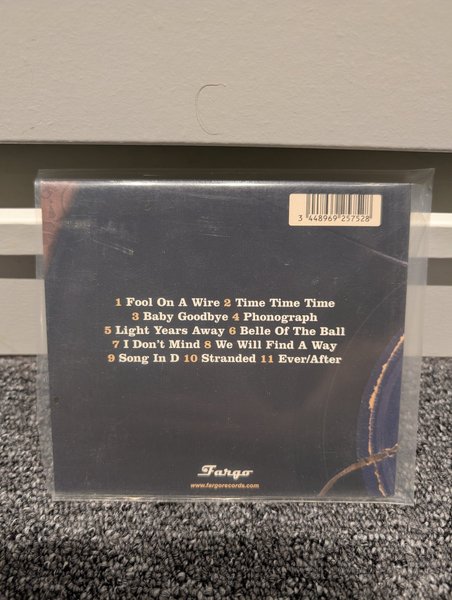 3 448969 257528
1 Fool On A Wire 2 Time Time Time
3 Baby Goodbye 4 Phonograph
5 Light Years Away 6 Belle Of The Ball
7 I Don't Mind 8 We Will Find A Way
9 Song In D 10 Stranded 11 Ever/After
Fargo
www.fargorecords.com